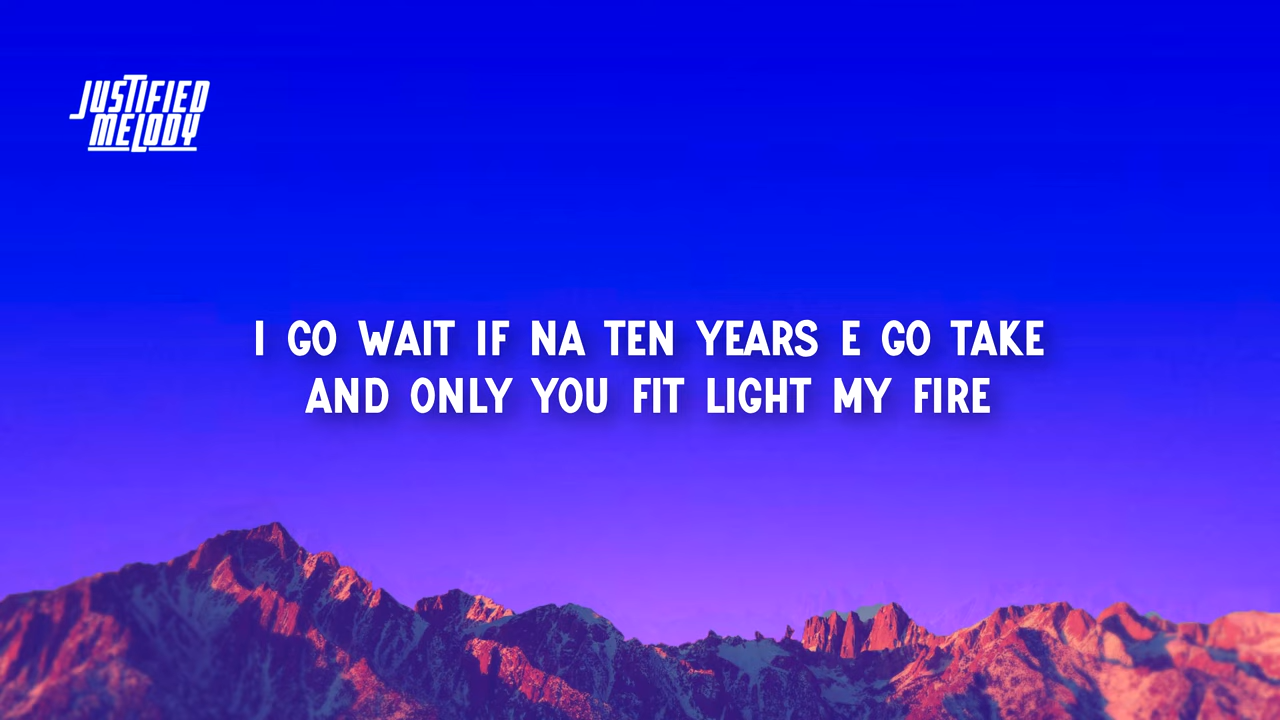 JUSTIFIED
MELODY
I GO WAIT IF NA TEN YEARS E GO TAKE
AND ONLY YOU FIT LIGHT MY FIRE